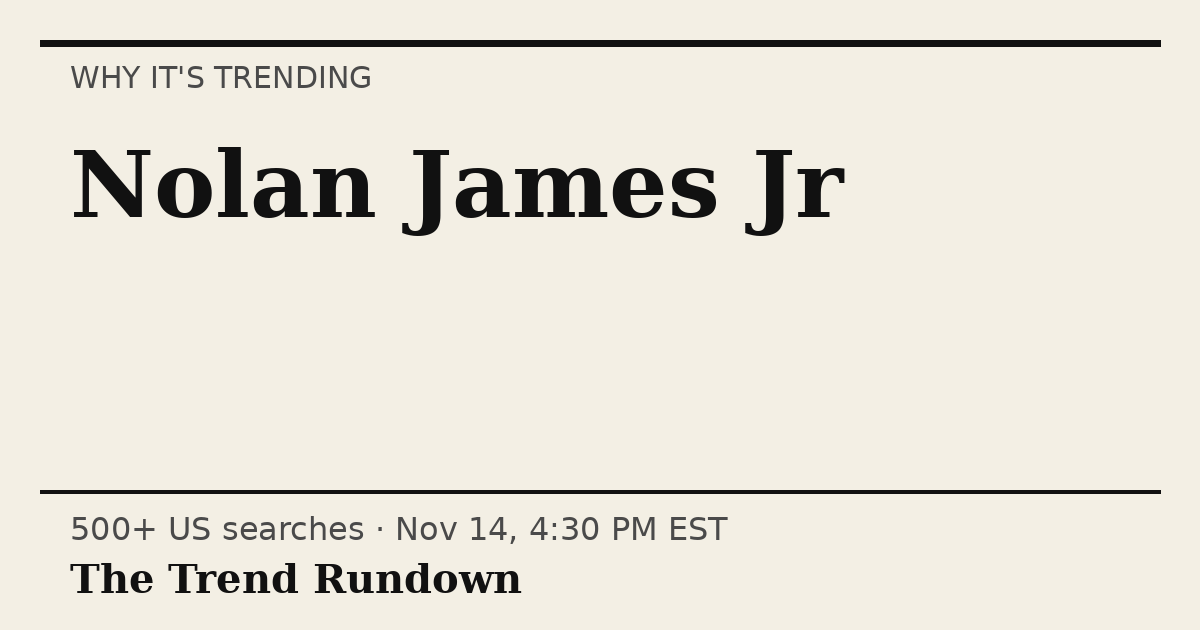 WHY IT'S TRENDING
Nolan James Jr
500+ US searches · Nov 14, 4:30 PM EST
The Trend Rundown